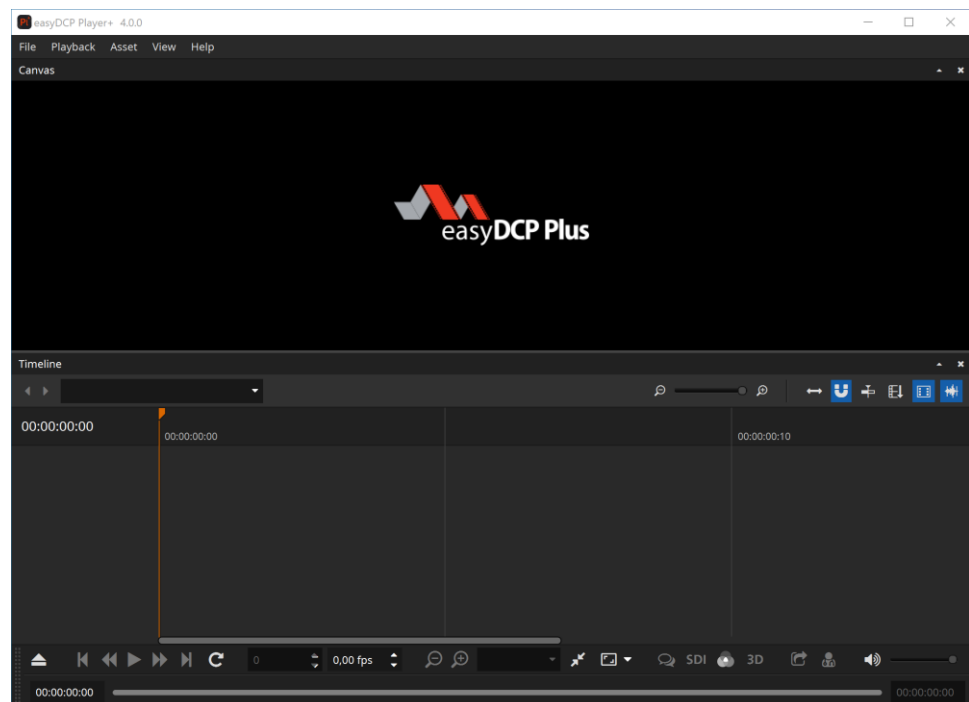 Pl easyDCP Player+ 4.0.0
File Playback Asset View Help
Canvas
easyDCP Plus
Timeline
00:00:00:00
00:00:00:00
00:00:00:10
0 0,00 fps SDI 3D
00:00:00:00 00:00:00:00